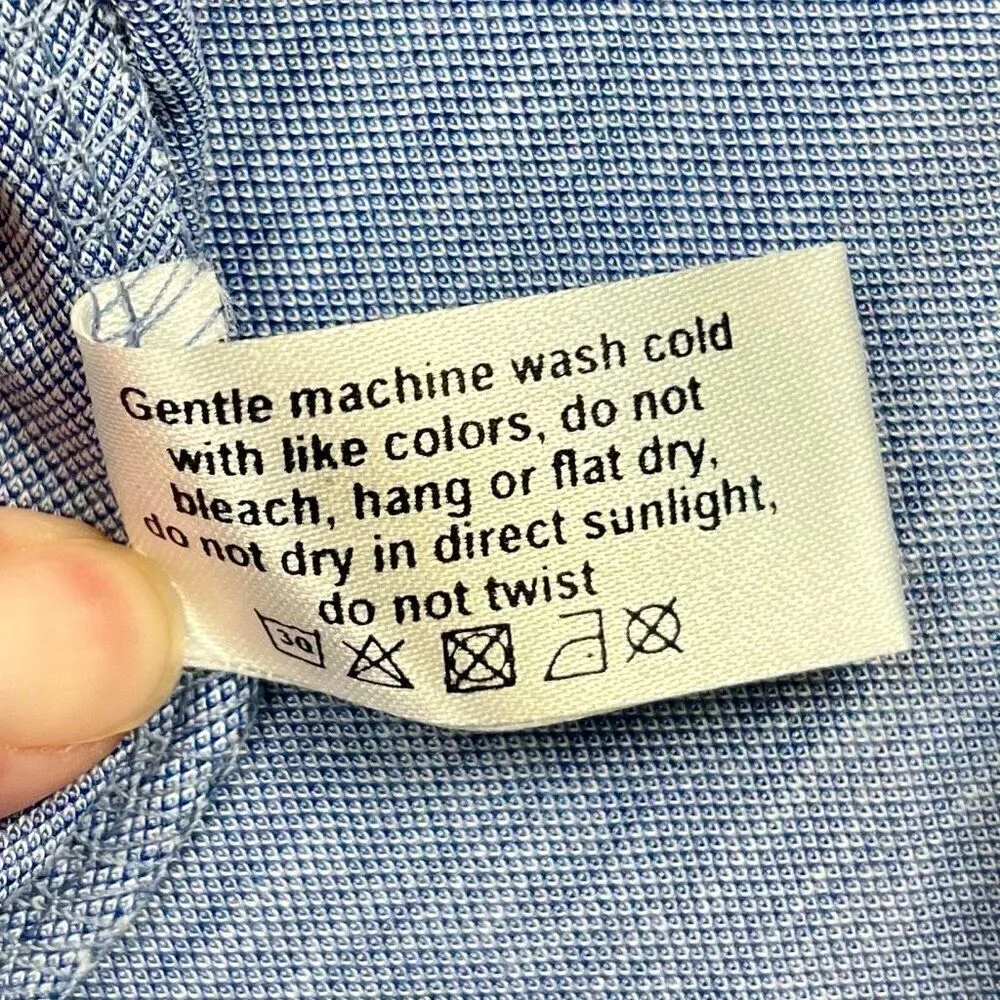 Gentle machine wash cold
with like colors, do not
bleach, hang or flat dry,
do not dry in direct sunlight,
do not twist
30